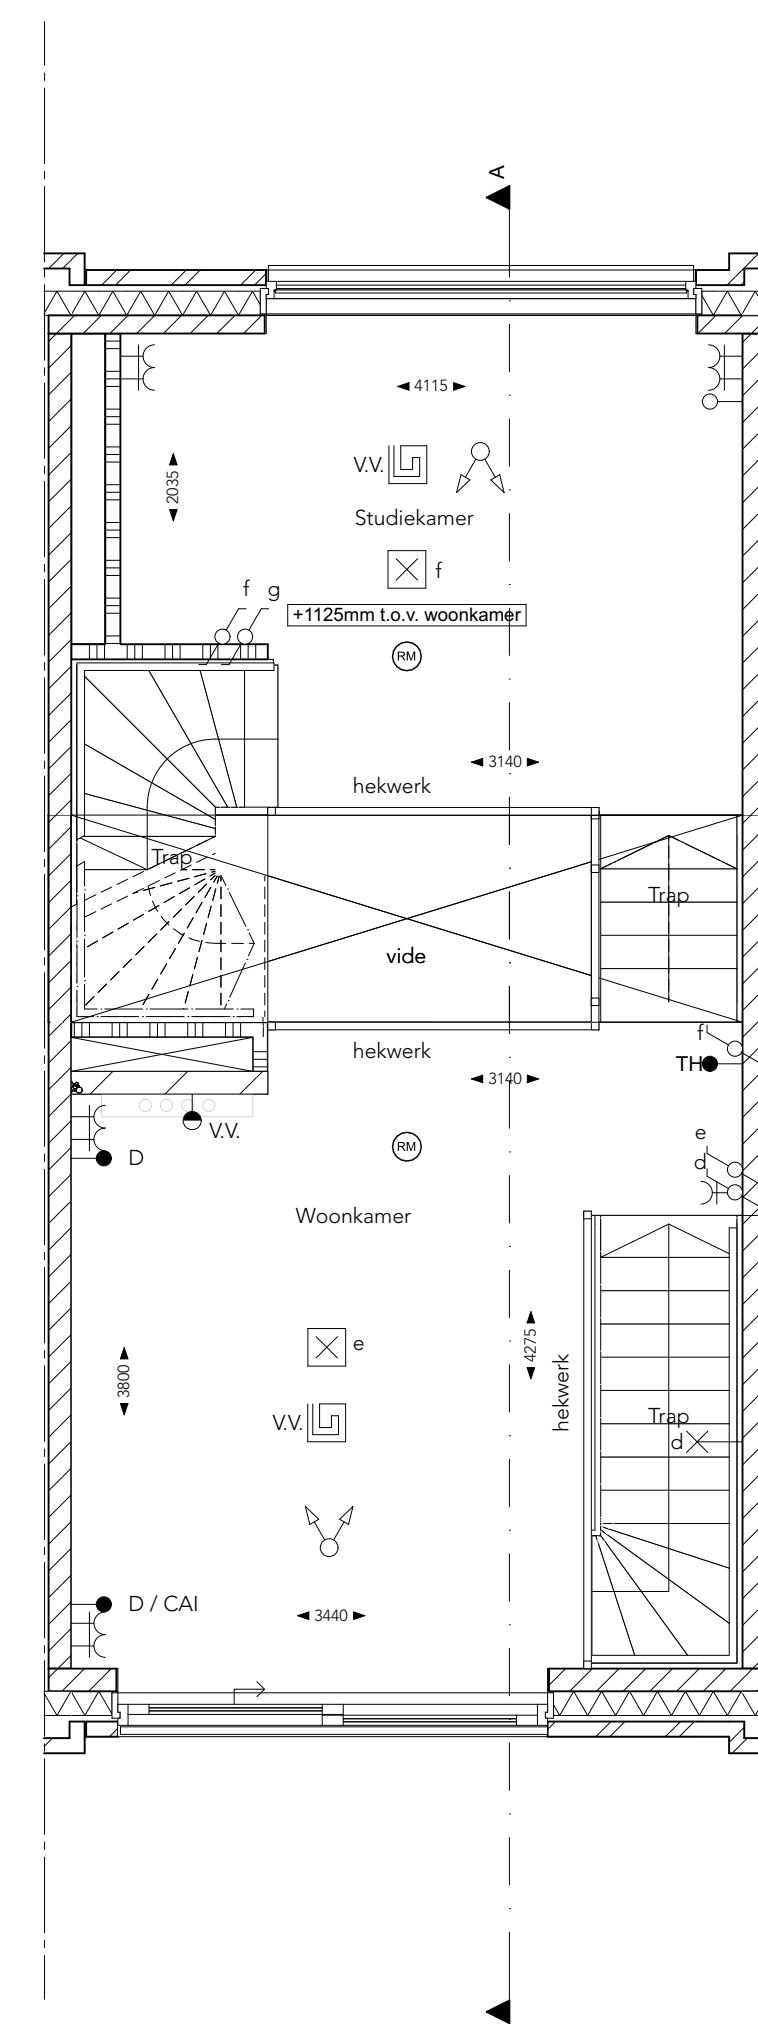 A
4115
2035
V.V.
Studiekamer
f
f g
+1125mm t.o.v. woonkamer
RM
3140
hekwerk
Trap
Trap
vide
hekwerk
f
TH
3140
V.V.
RM
D
e
d
Woonkamer
e
4275
3800
hekwerk
V.V.
Trap
d
D / CAI
3440